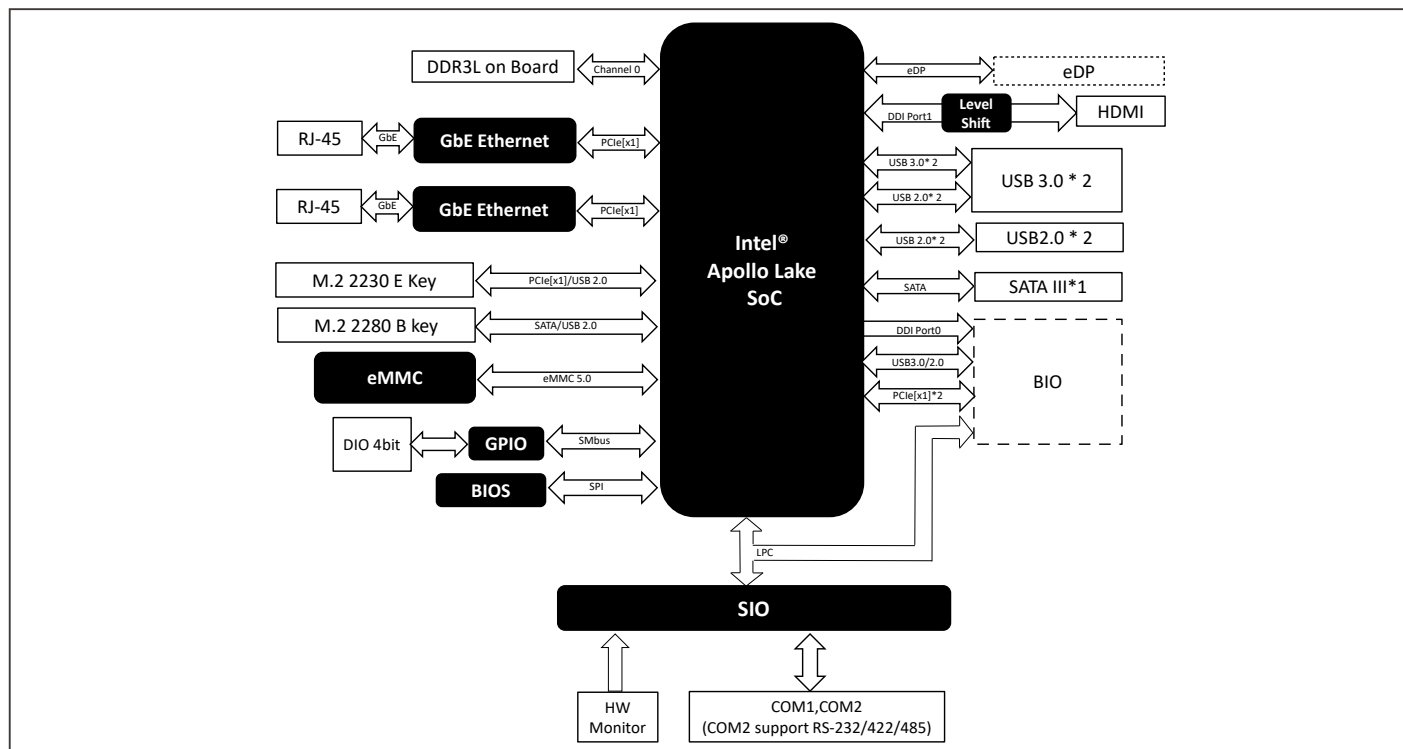 DDR3L on Board
Channel 0
eDP
eDP
DDI Port1
Level
Shift
HDMI
RJ-45
GbE
GbE Ethernet
PCIe[x1]
USB 3.0* 2
USB 2.0* 2
USB 3.0 * 2
RJ-45
GbE
GbE Ethernet
PCIe[x1]
Intel®
Apollo Lake
SoC
USB 2.0* 2
USB2.0 * 2
M.2 2230 E Key
PCIe[x1]/USB 2.0
SATA
SATA III*1
M.2 2280 B key
SATA/USB 2.0
DDI Port0
USB3.0/2.0
PCIe[x1]*2
BIO
eMMC
eMMC 5.0
DIO 4bit
GPIO
SMbus
BIOS
SPI
LPC
SIO
HW
Monitor
COM1,COM2
(COM2 support RS-232/422/485)